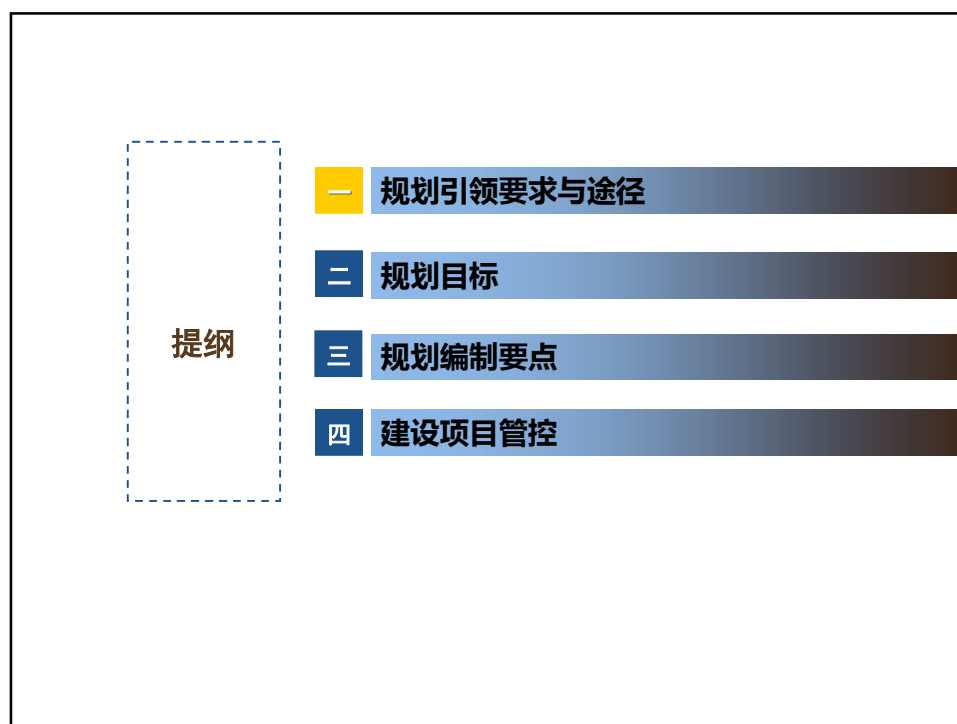 提纲
一 规划引领要求与途径
二 规划目标
三 规划编制要点
四 建设项目管控